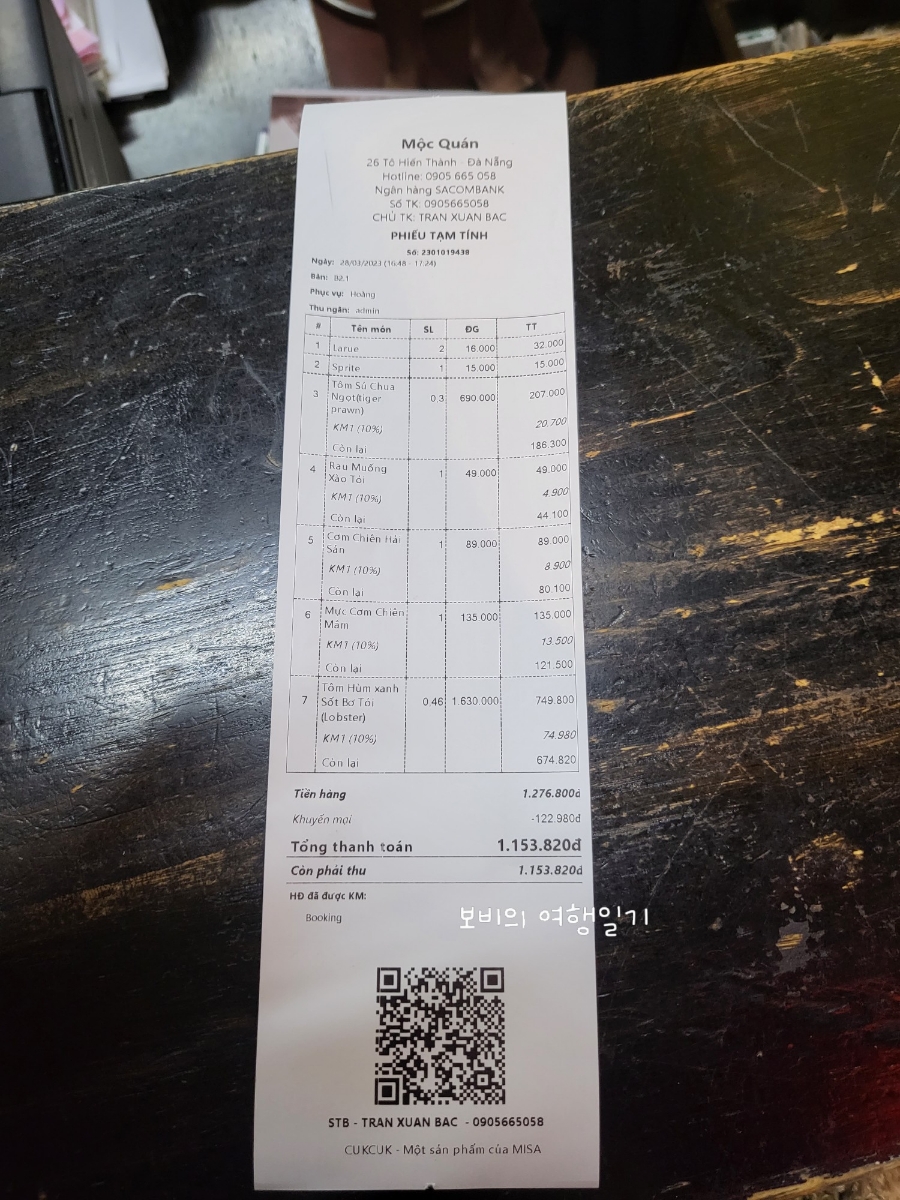 Mộc Quán
26 Tô Hiến Thành - Đà Nẵng
Hotline: 0905 665 058
Ngân hàng SACOMBANK
Số TK: 0905665058
CHỦ TK: TRAN XUAN BAC
PHIẾU TẠM TÍNH
Số: 2301019438
Ngày: 28/03/2023 (16:48 - 17:24)
Bàn: B2.1
Phục vụ: Hoàng
Thu ngân: admin
# Tên món SL ĐG TT
1 Larue 2 16.000 32.000
2 Sprite 1 15.000 15.000
3 Tôm Sú Chua Ngọt(tiger prawn) 0.3 690.000 207.000
KM1 (10%) 20.700
Còn lại 186.300
4 Rau Muống Xào Tỏi 1 49.000 49.000
KM1 (10%) 4.900
Còn lại 44.100
5 Cơm Chiên Hải Sản 1 89.000 89.000
KM1 (10%) 8.900
Còn lại 80.100
6 Mực Cơm Chiên Mắm 1 135.000 135.000
KM1 (10%) 13.500
Còn lại 121.500
7 Tôm Hùm xanh Sốt Bơ Tỏi (Lobster) 0.46 1.630.000 749.800
KM1 (10%) 74.980
Còn lại 674.820
Tiền hàng 1.276.800đ
Khuyến mại -122.980đ
Tổng thanh toán 1.153.820đ
Còn phải thu 1.153.820đ
HĐ đã được KM:
Booking
보비의 여행일기
STB - TRAN XUAN BAC - 0905665058
CUKCUK - Một sản phẩm của MISA